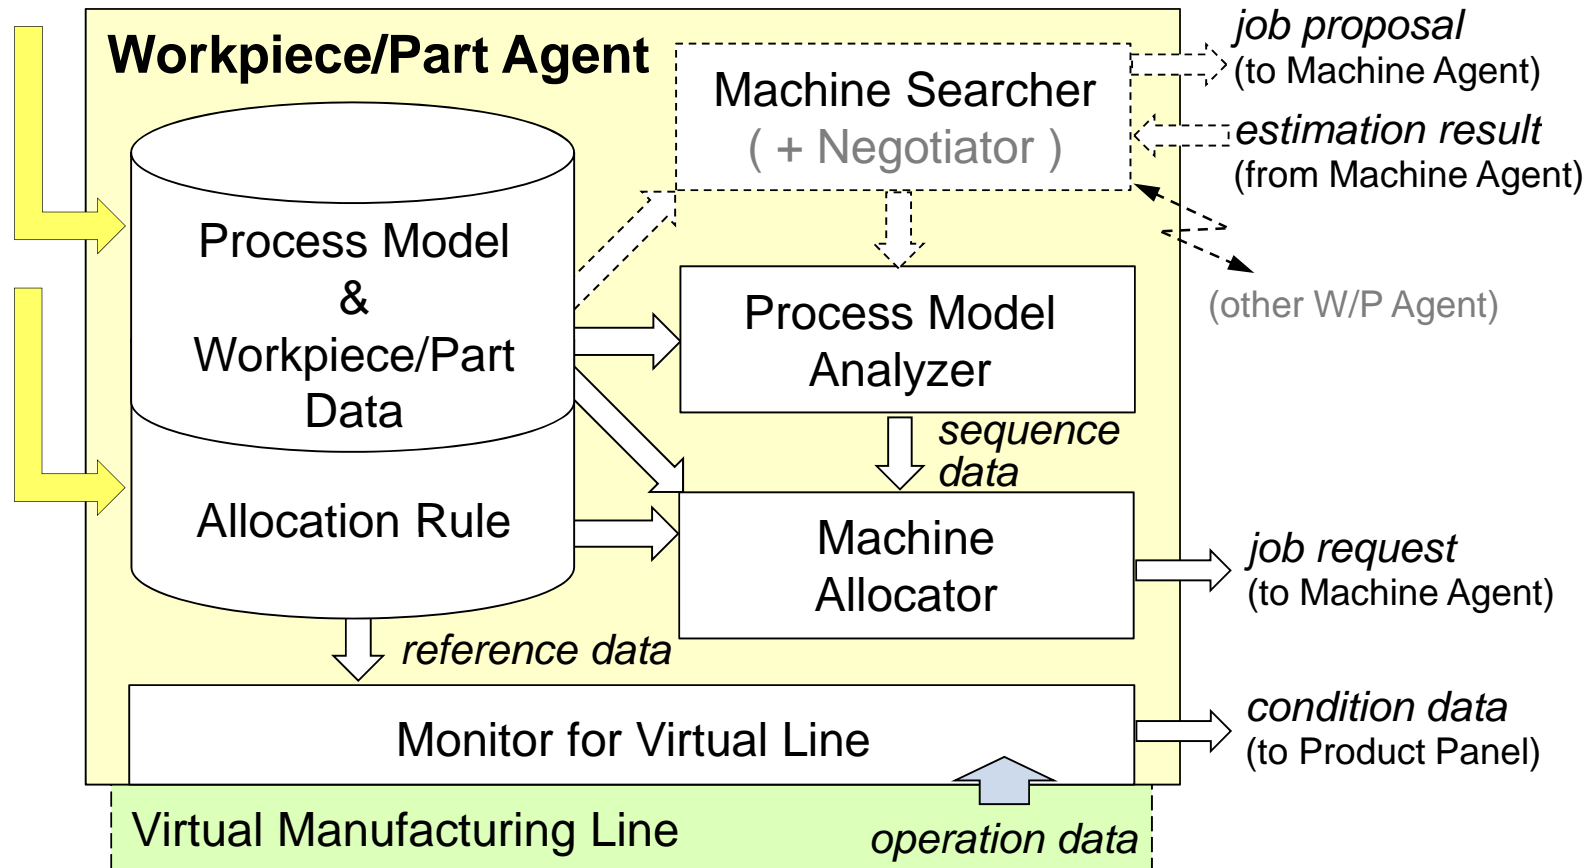 Workpiece/Part Agent
Machine Searcher
( + Negotiator )
job proposal
(to Machine Agent)
estimation result
(from Machine Agent)
(other W/P Agent)
Process Model
&
Workpiece/Part
Data
Process Model
Analyzer
sequence
data
Allocation Rule
Machine
Allocator
job request
(to Machine Agent)
reference data
Monitor for Virtual Line
condition data
(to Product Panel)
Virtual Manufacturing Line
operation data